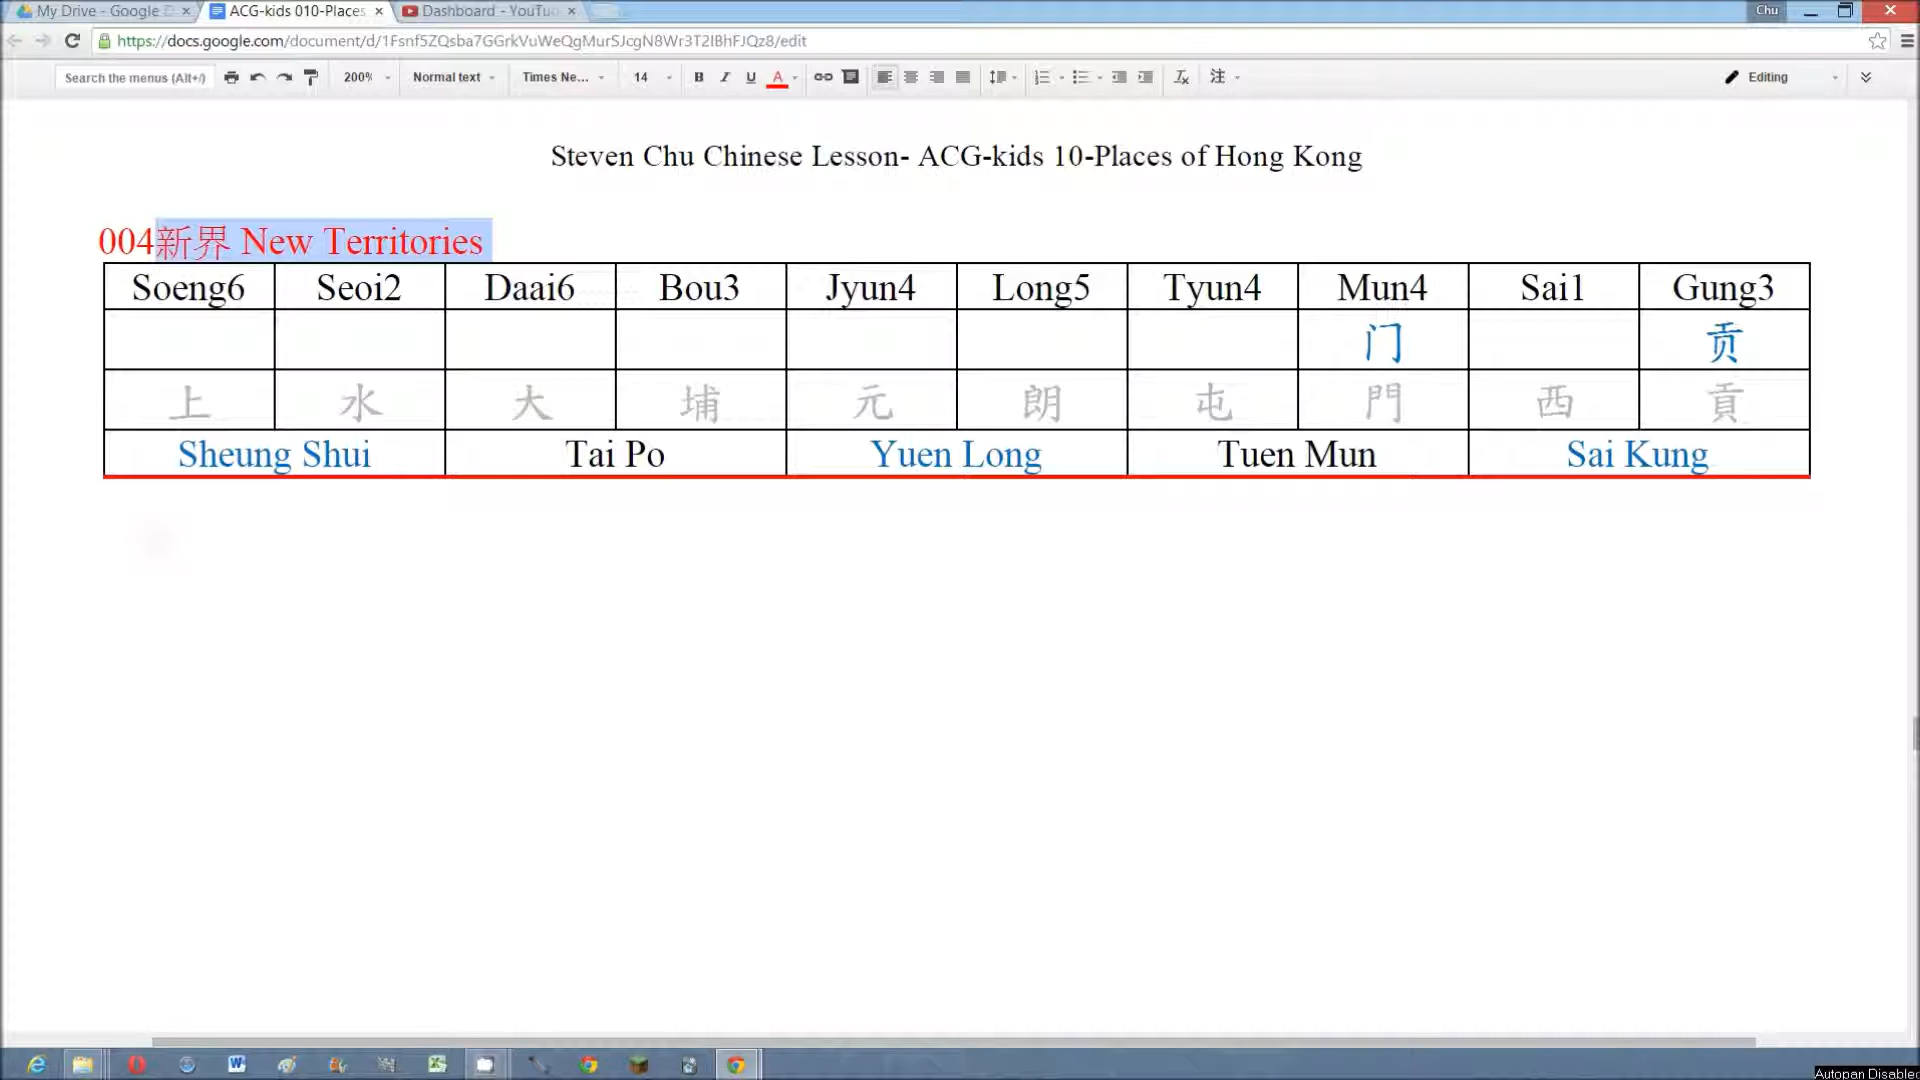 My Drive - Google D
ACG-kids 010-Places
Dashboard - YouTu
Chu
https://docs.google.com/document/d/1Fsnf5ZQsba7GGrkVuWeQgMurSJcgN8Wr3T2IBhFJQz8/edit
Search the menus (Alt+/) 200% Normal text Times Ne... 14 B I U A 注 Editing
Steven Chu Chinese Lesson- ACG-kids 10-Places of Hong Kong
004新界 New Territories
Soeng6 Seoi2 Daai6 Bou3 Jyun4 Long5 Tyun4 Mun4 Sai1 Gung3
门 贡
上 水 大 埔 元 朗 屯 門 西 貢
Sheung Shui Tai Po Yuen Long Tuen Mun Sai Kung
Autopan Disabled